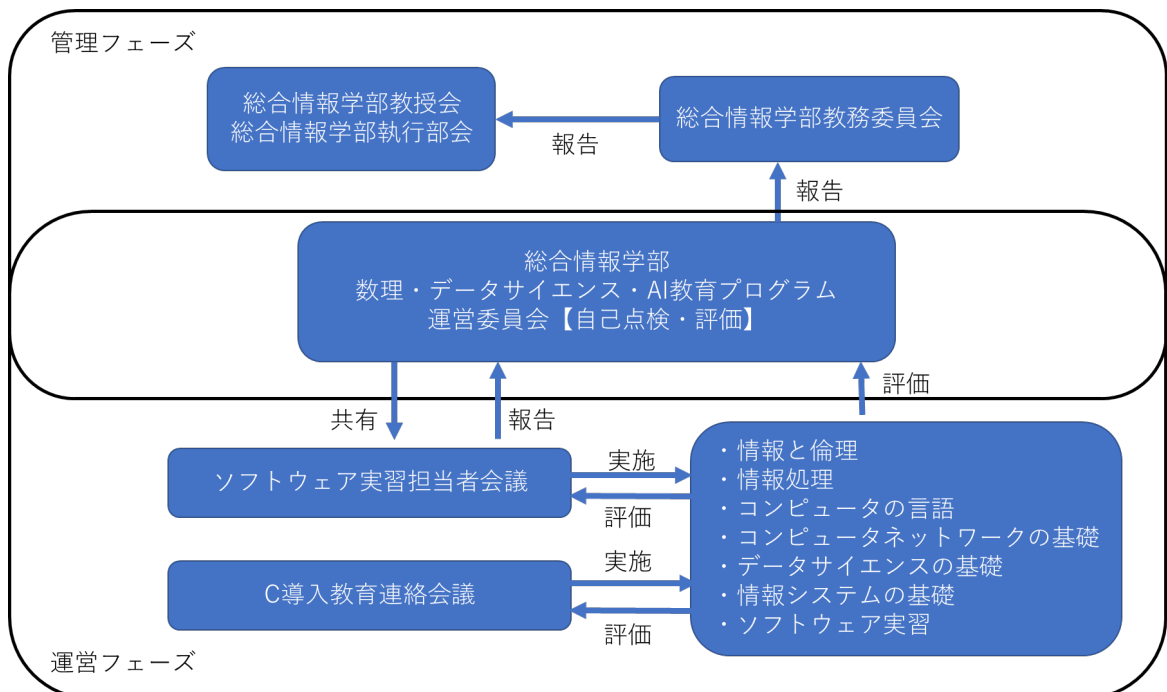 管理フェーズ
総合情報学部教授会
総合情報学部執行部会
報告
総合情報学部教務委員会
報告
総合情報学部
数理・データサイエンス・AI教育プログラム
運営委員会【自己点検・評価】
共有
報告
評価
ソフトウェア実習担当者会議
実施
評価
C導入教育連絡会議
実施
評価
・情報と倫理
・情報処理
・コンピュータの言語
・コンピュータネットワークの基礎
・データサイエンスの基礎
・情報システムの基礎
・ソフトウェア実習
運営フェーズ